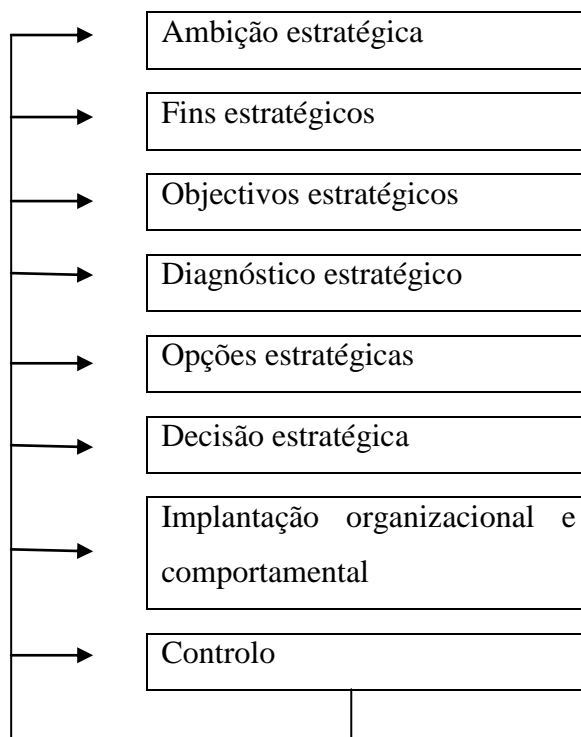 Ambição estratégica
Fins estratégicos
Objectivos estratégicos
Diagnóstico estratégico
Opções estratégicas
Decisão estratégica
Implantação organizacional e
comportamental
Controlo